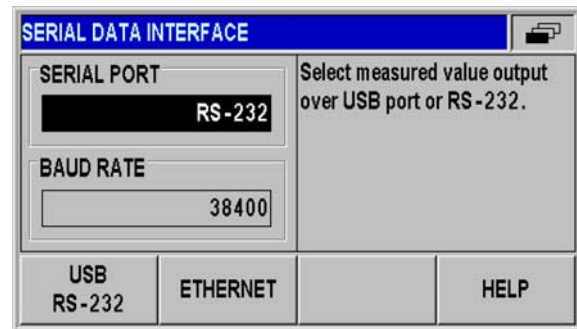 SERIAL DATA INTERFACE
SERIAL PORT
RS-232
BAUD RATE
38400
Select measured value output
over USB port or RS-232.
USB
RS-232
ETHERNET
HELP